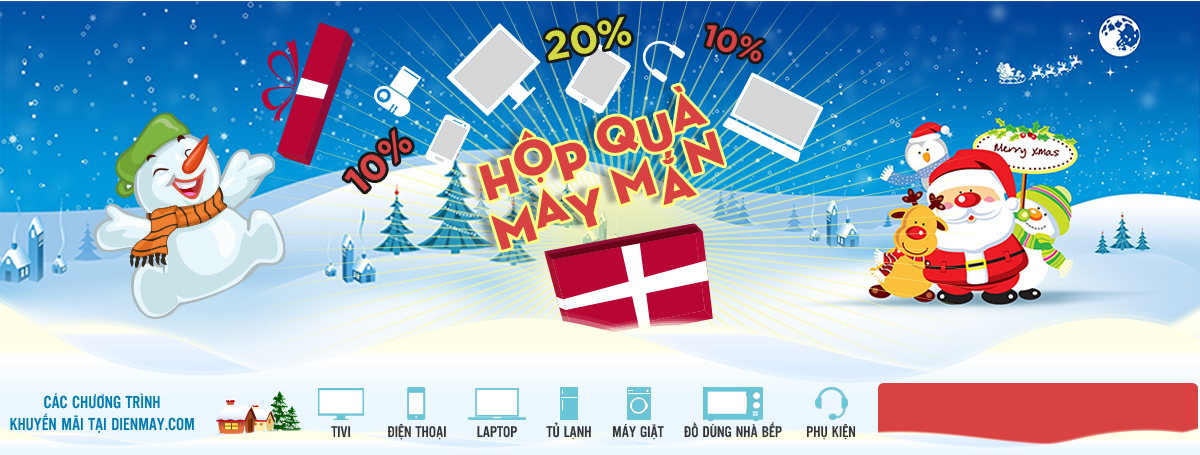 20%
10%
10%
HỘP QUÀ
MAY MẮN
Merry Xmas
CÁC CHƯƠNG TRÌNH
KHUYẾN MÃI TẠI DIENMAY.COM
TIVI
ĐIỆN THOẠI
LAPTOP
TỦ LẠNH
MÁY GIẶT
ĐỒ DÙNG NHÀ BẾP
PHỤ KIỆN